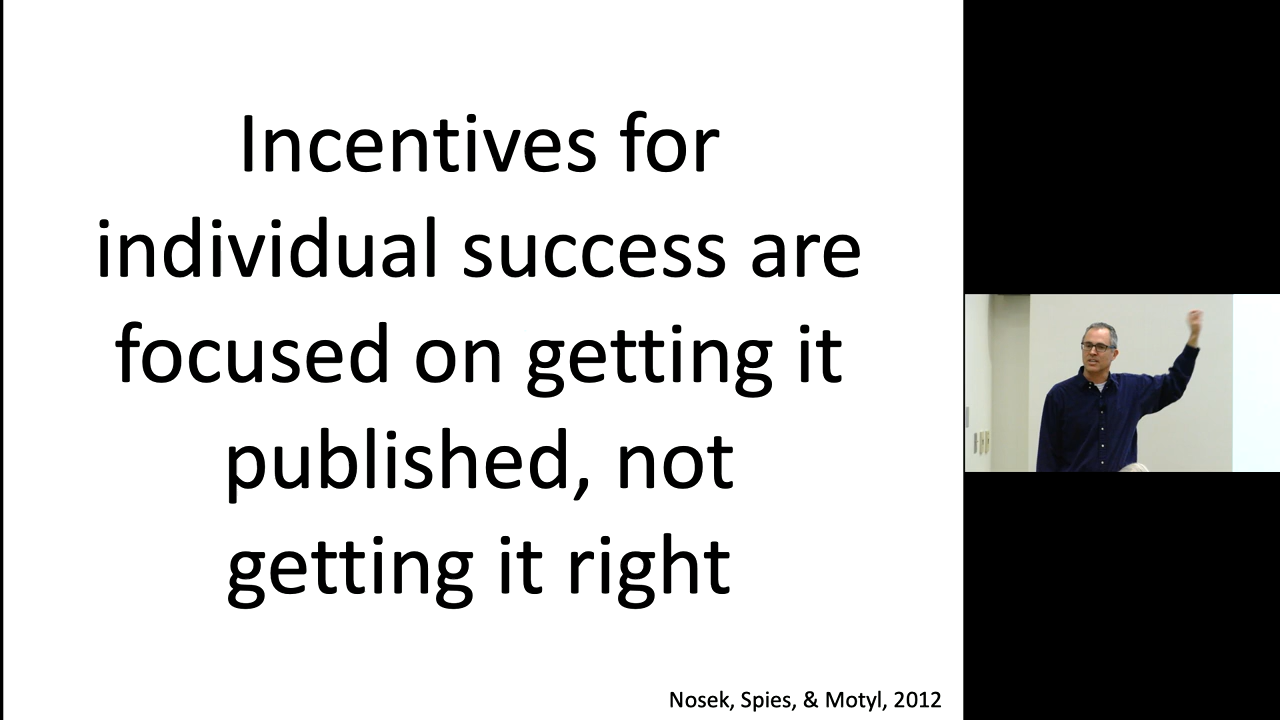 Incentives for
individual success are
focused on getting it
published, not
getting it right
Nosek, Spies, & Motyl, 2012